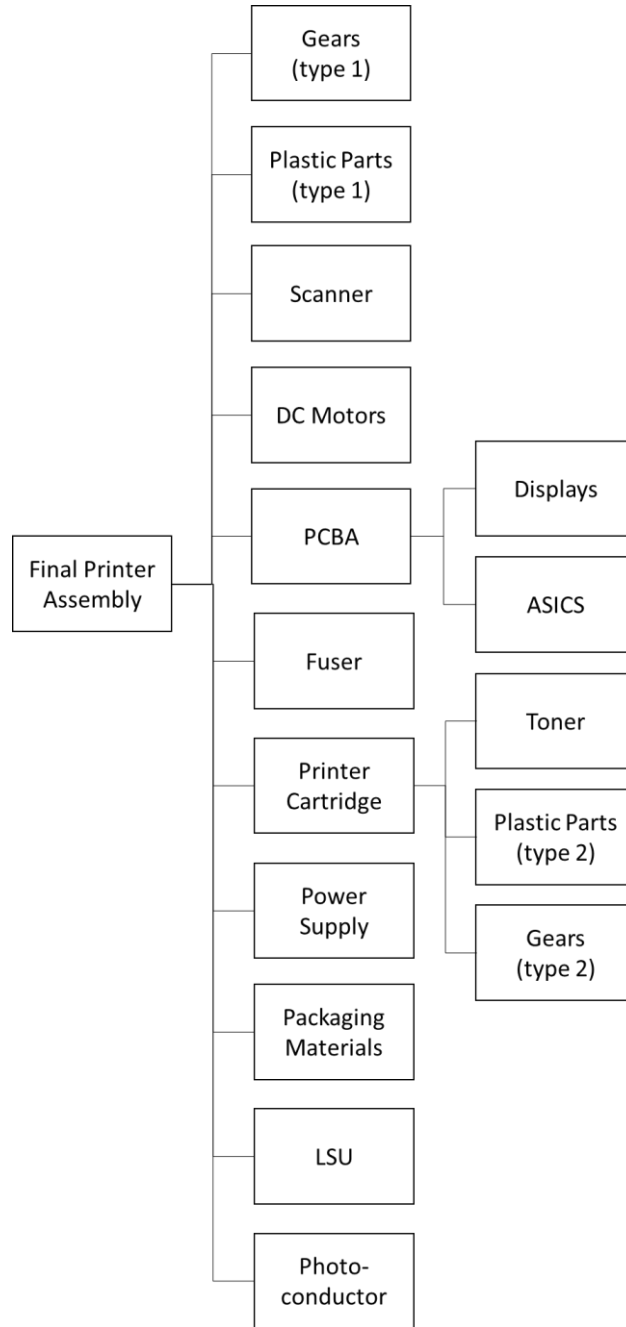 Gears
(type 1)
Plastic Parts
(type 1)
Scanner
DC Motors
PCBA
Displays
ASICS
Final Printer
Assembly
Fuser
Printer
Cartridge
Toner
Plastic Parts
(type 2)
Gears
(type 2)
Power
Supply
Packaging
Materials
LSU
Photo-
conductor